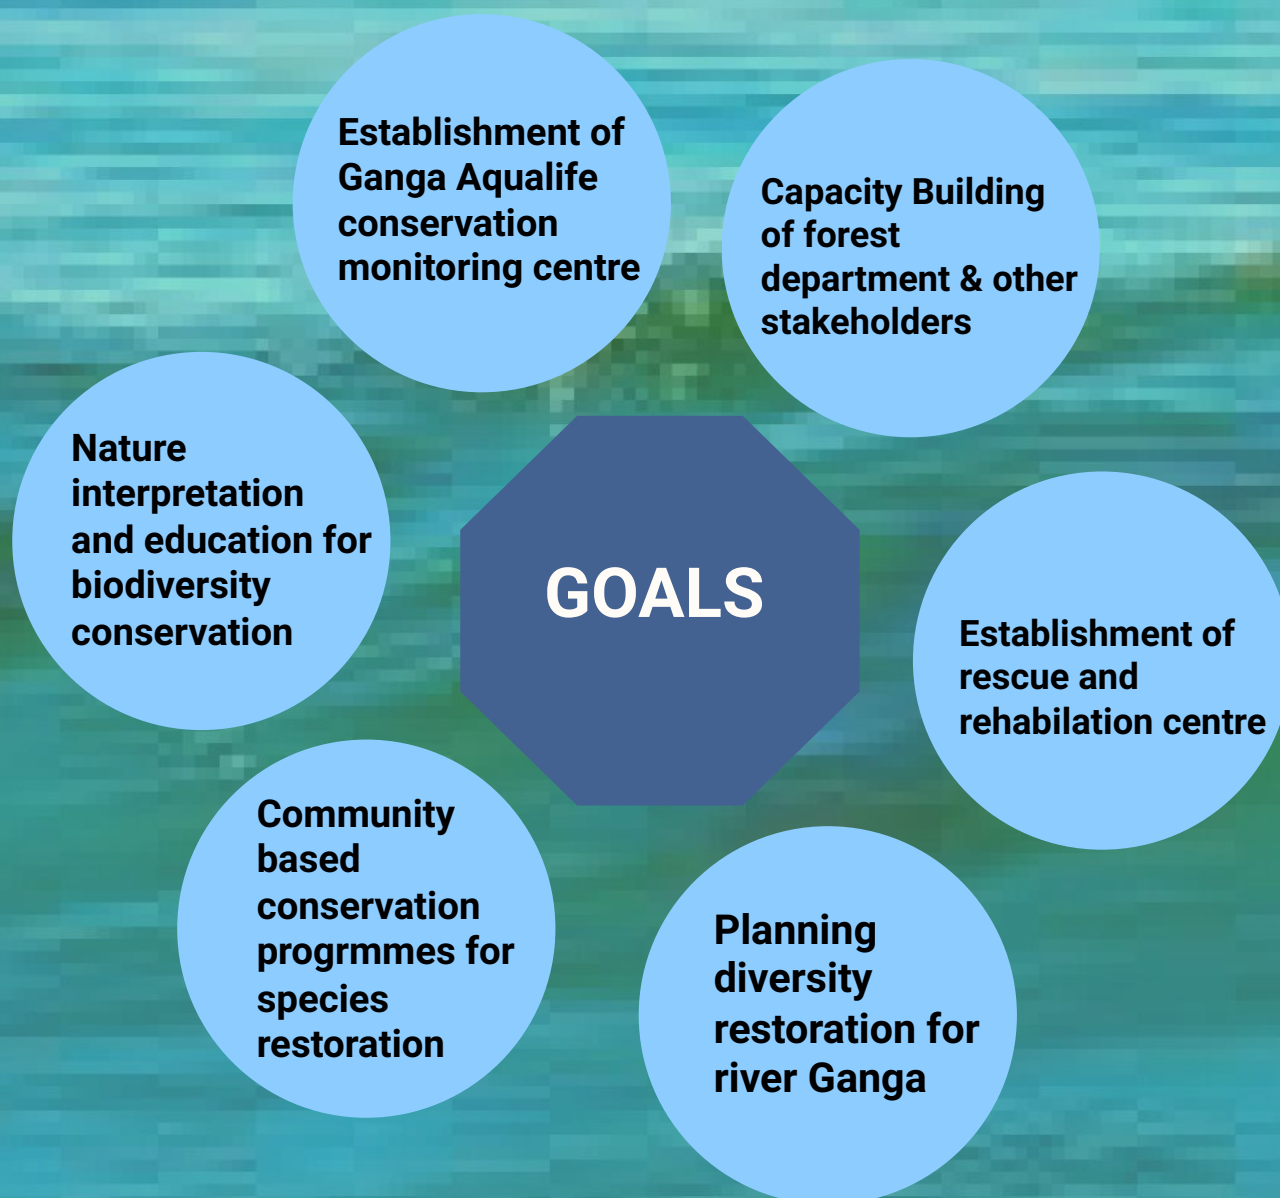 Establishment of
Ganga Aqualife
conservation
monitoring centre
Capacity Building
of forest
department & other
stakeholders
Nature
interpretation
and education for
biodiversity
conservation
GOALS
Establishment of
rescue and
rehabilation centre
Community
based
conservation
progrmmes for
species
restoration
Planning
diversity
restoration for
river Ganga